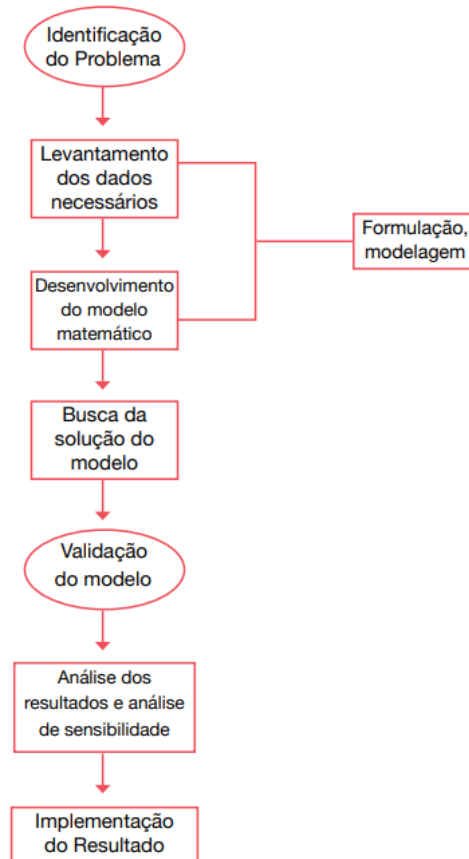 Identificação
do Problema
Levantamento
dos dados
necessários
Formulação,
modelagem
Desenvolvimento
do modelo
matemático
Busca da
solução do
modelo
Validação
do modelo
Análise dos
resultados e análise
de sensibilidade
Implementação
do Resultado